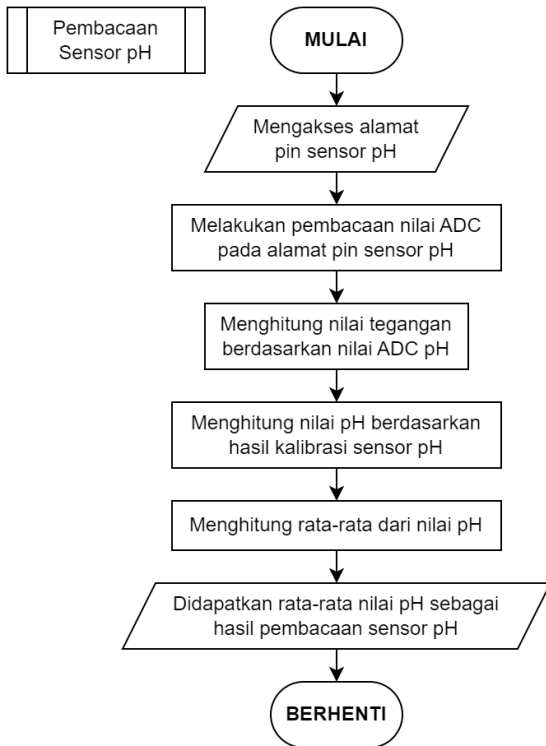 Pembacaan
Sensor pH
MULAI
Mengakses alamat
pin sensor pH
Melakukan pembacaan nilai ADC
pada alamat pin sensor pH
Menghitung nilai tegangan
berdasarkan nilai ADC pH
Menghitung nilai pH berdasarkan
hasil kalibrasi sensor pH
Menghitung rata-rata dari nilai pH
Didapatkan rata-rata nilai pH sebagai
hasil pembacaan sensor pH
BERHENTI